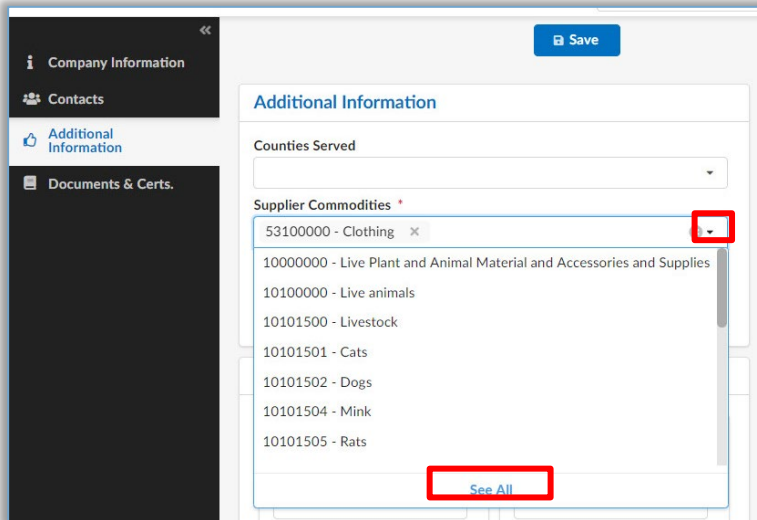 Save
Company Information
Contacts
Additional
Information
Documents & Certs.
Additional Information
Counties Served
Supplier Commodities *
53100000 - Clothing ×
10000000 - Live Plant and Animal Material and Accessories and Supplies
10100000 - Live animals
10101500 - Livestock
10101501 - Cats
10101502 - Dogs
10101504 - Mink
10101505 - Rats
See All